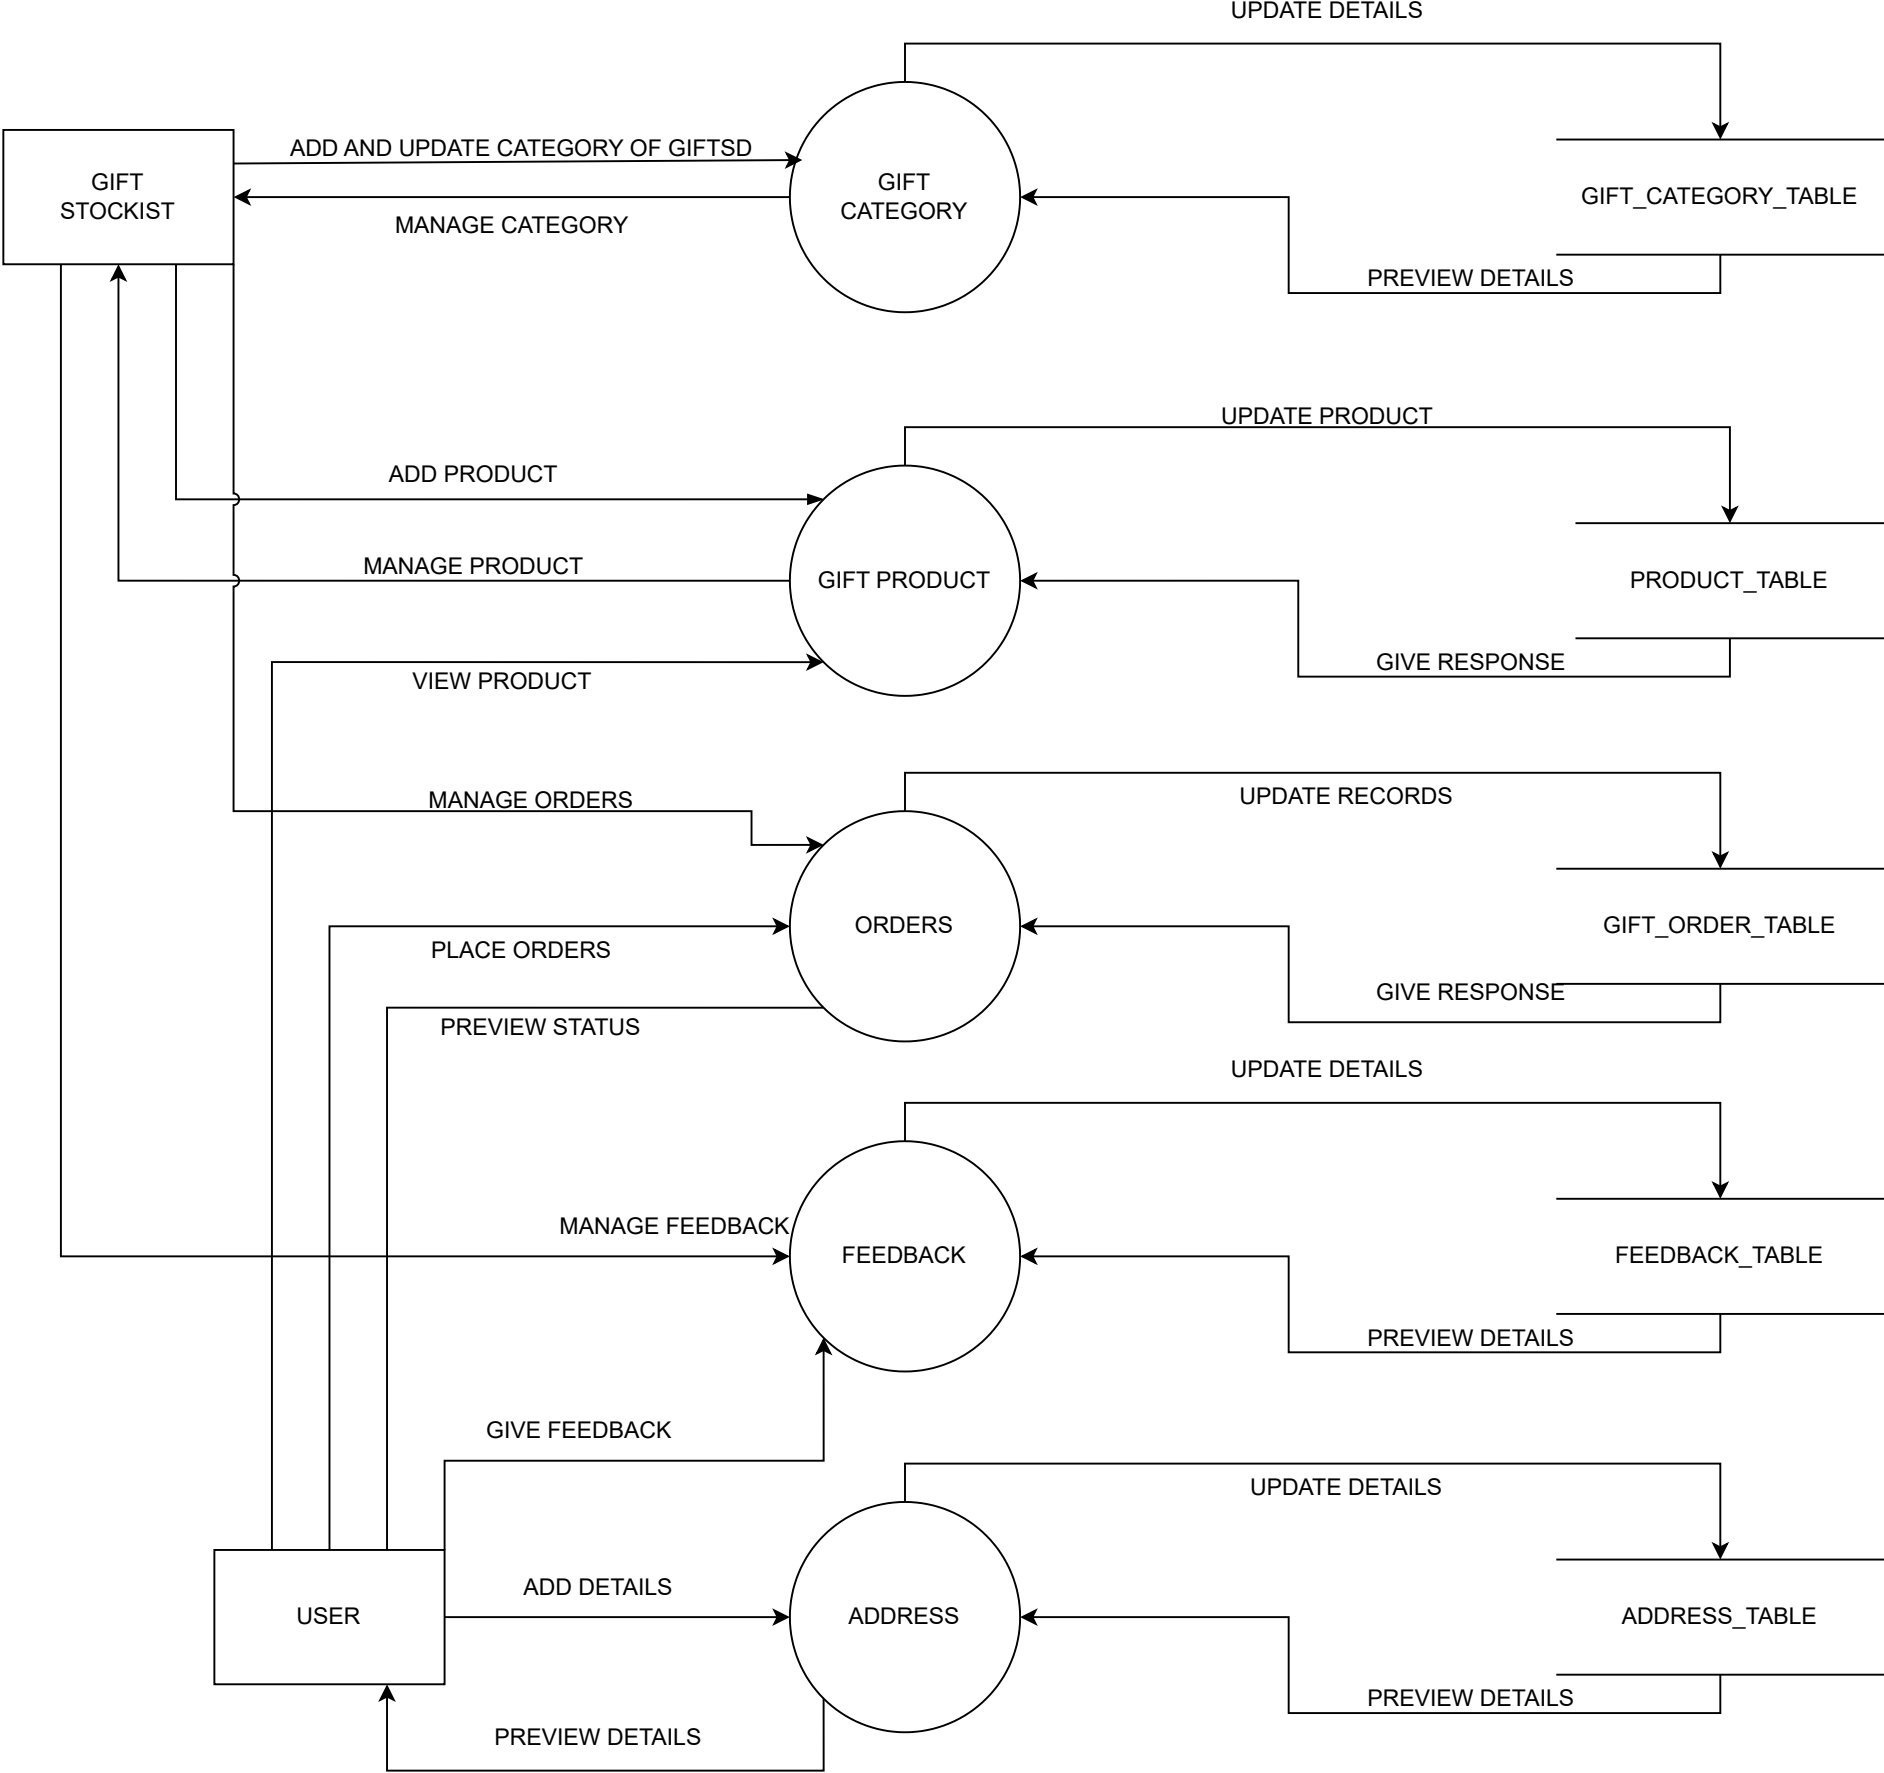 UPDATE DETAILS
ADD AND UPDATE CATEGORY OF GIFTSD
GIFT
STOCKIST
GIFT
CATEGORY
GIFT_CATEGORY_TABLE
MANAGE CATEGORY
PREVIEW DETAILS
UPDATE PRODUCT
ADD PRODUCT
MANAGE PRODUCT
GIFT PRODUCT
PRODUCT_TABLE
GIVE RESPONSE
VIEW PRODUCT
MANAGE ORDERS
UPDATE RECORDS
ORDERS
GIFT_ORDER_TABLE
PLACE ORDERS
GIVE RESPONSE
PREVIEW STATUS
UPDATE DETAILS
MANAGE FEEDBACK
FEEDBACK
FEEDBACK_TABLE
PREVIEW DETAILS
GIVE FEEDBACK
UPDATE DETAILS
ADD DETAILS
USER
ADDRESS
ADDRESS_TABLE
PREVIEW DETAILS
PREVIEW DETAILS